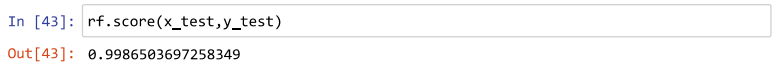 In [43]: rf.score(x_test,y_test)
Out[43]: 0.9986503697258349